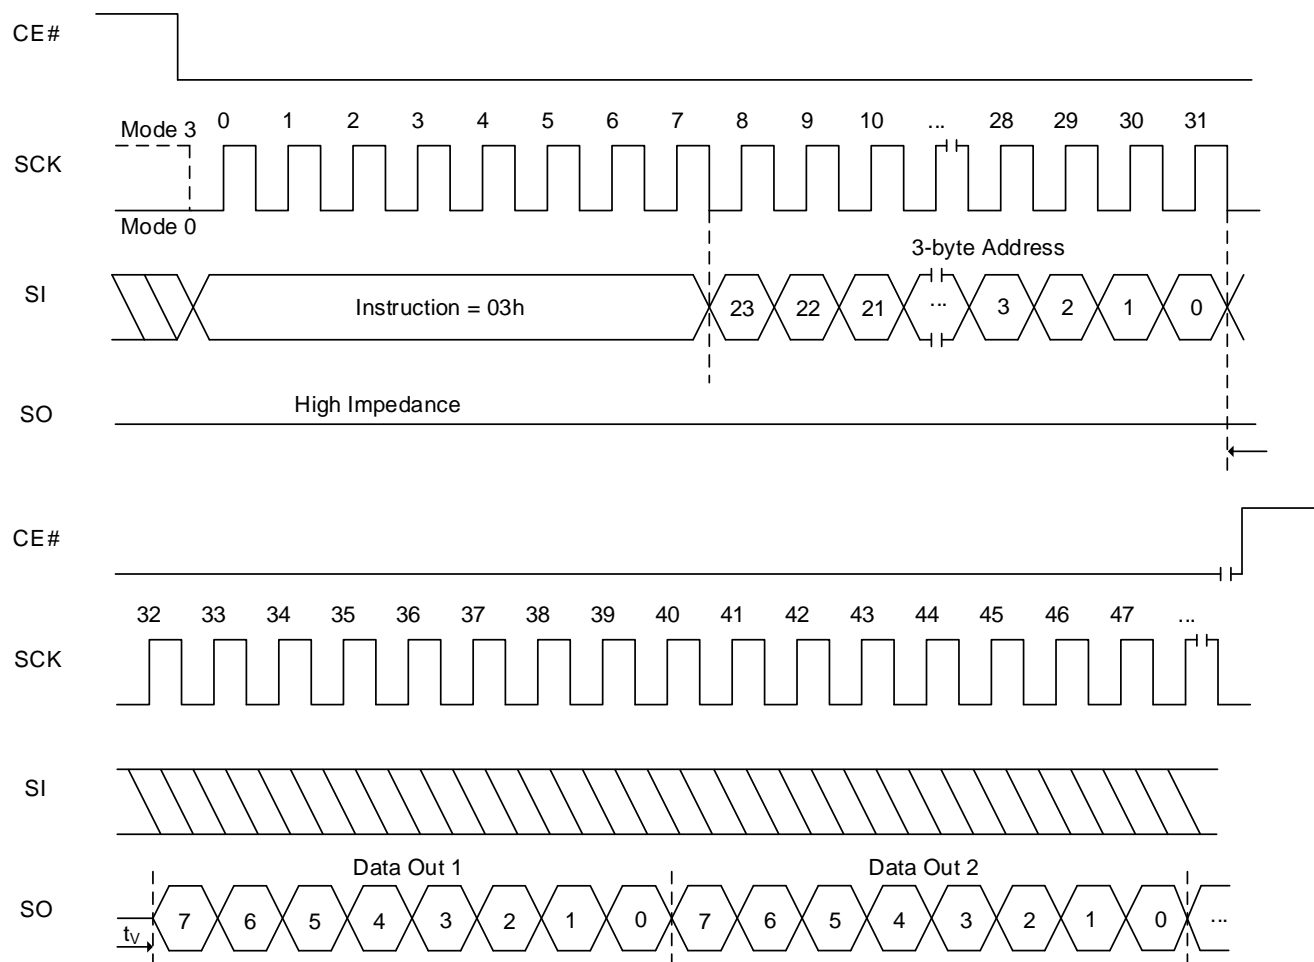 CE#
0 1 2 3 4 5 6 7 8 9 10 ... 28 29 30 31
Mode 3
SCK
Mode 0
3-byte Address
SI
Instruction = 03h
23 22 21 ... 3 2 1 0
High Impedance
SO
CE#
32 33 34 35 36 37 38 39 40 41 42 43 44 45 46 47 ...
SCK
SI
Data Out 1 Data Out 2
SO
7 6 5 4 3 2 1 0 7 6 5 4 3 2 1 0 ...
tV